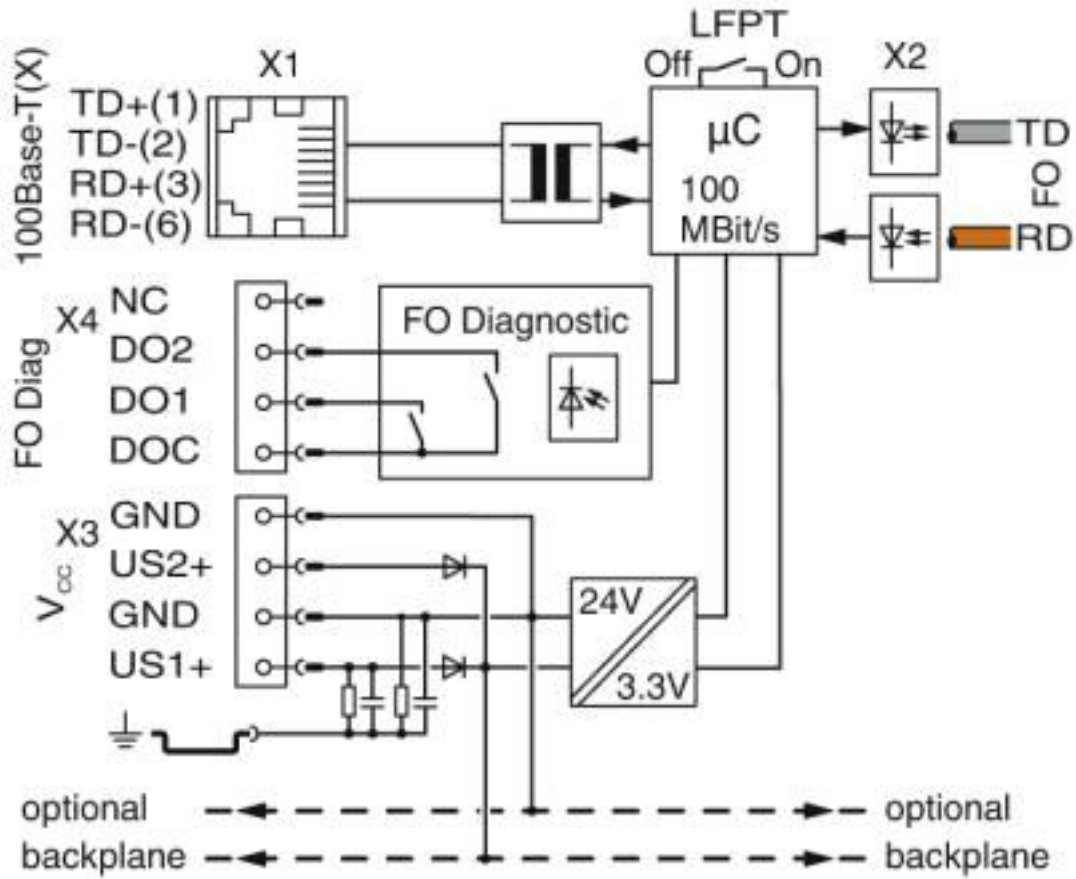 LFPT
Off On
X1
X2
100Base-T(X)
TD+(1)
TD-(2)
RD+(3)
RD-(6)
µC
100
MBit/s
TD
FO
RD
FO Diag
X4
NC
DO2
DO1
DOC
FO Diagnostic
Vcc
X3
GND
US2+
GND
US1+
24V
3.3V
optional
optional
backplane
backplane